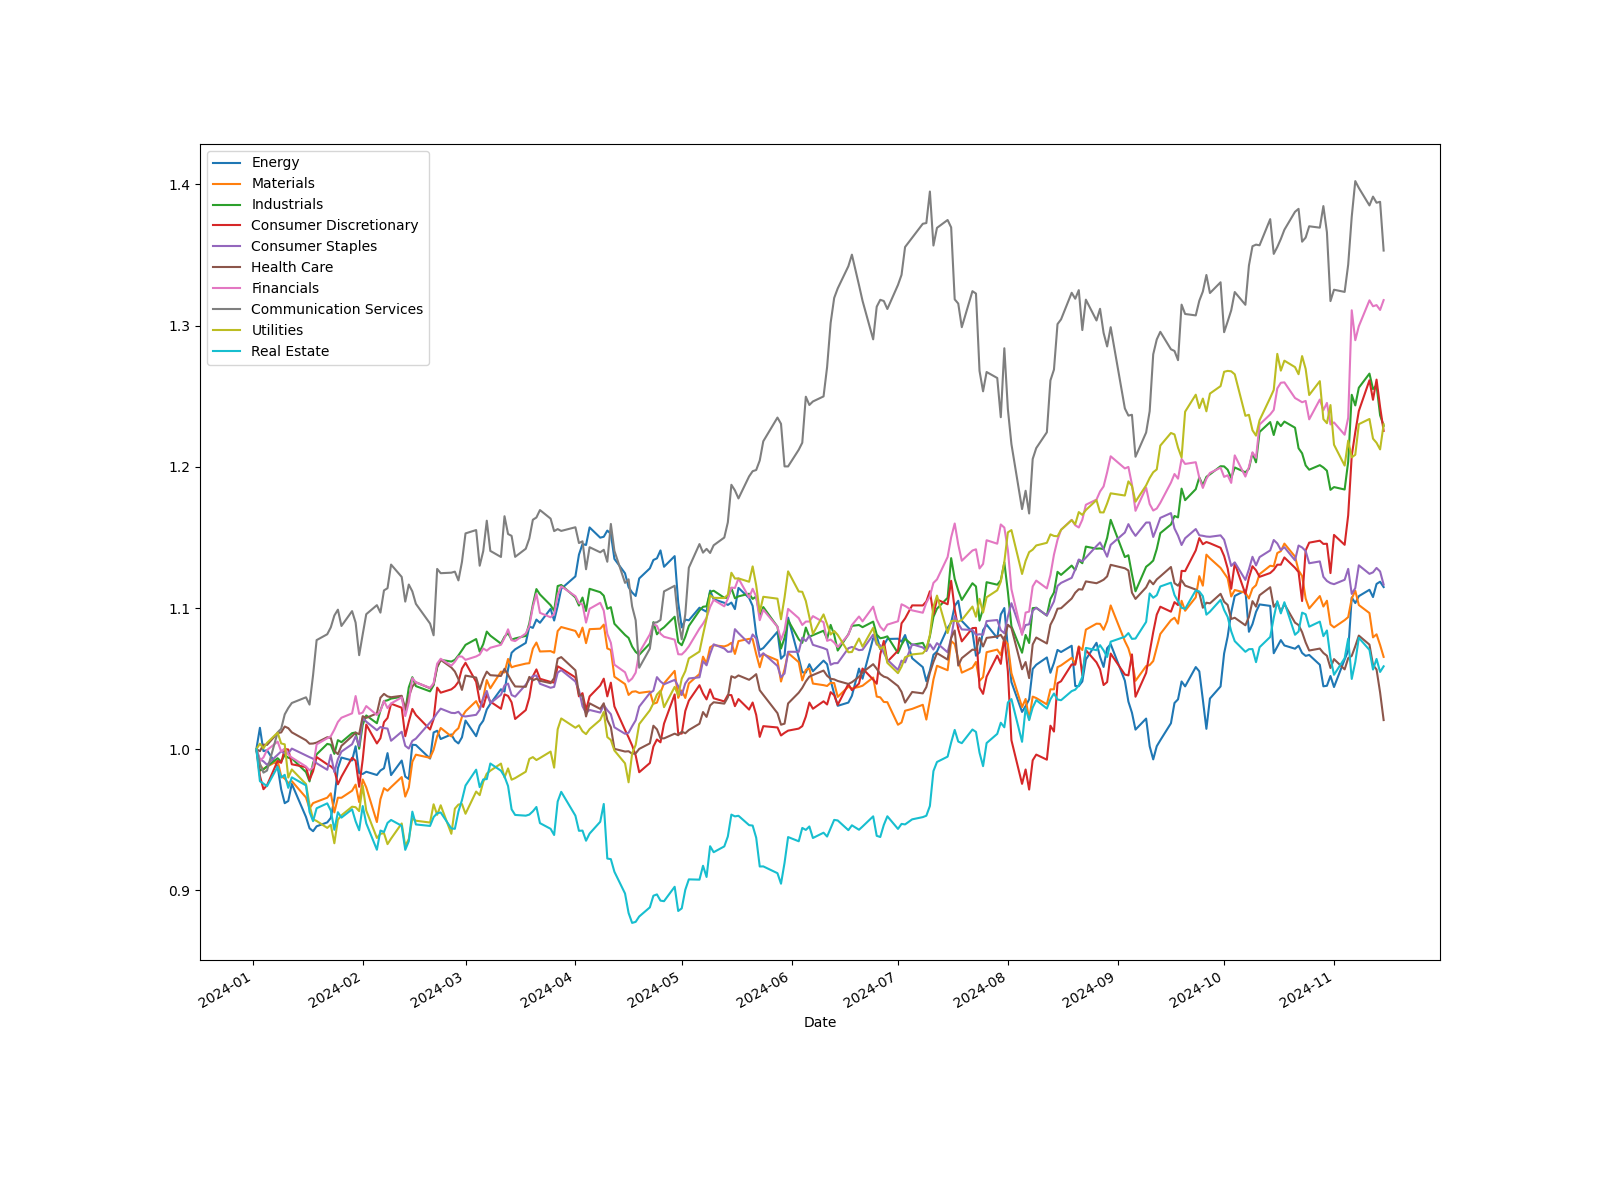 1.4
1.3
1.2
1.1
1.0
0.9
Energy
Materials
Industrials
Consumer Discretionary
Consumer Staples
Health Care
Financials
Communication Services
Utilities
Real Estate
2024-01
2024-02
2024-03
2024-04
2024-05
2024-06
2024-07
2024-08
2024-09
2024-10
2024-11
Date